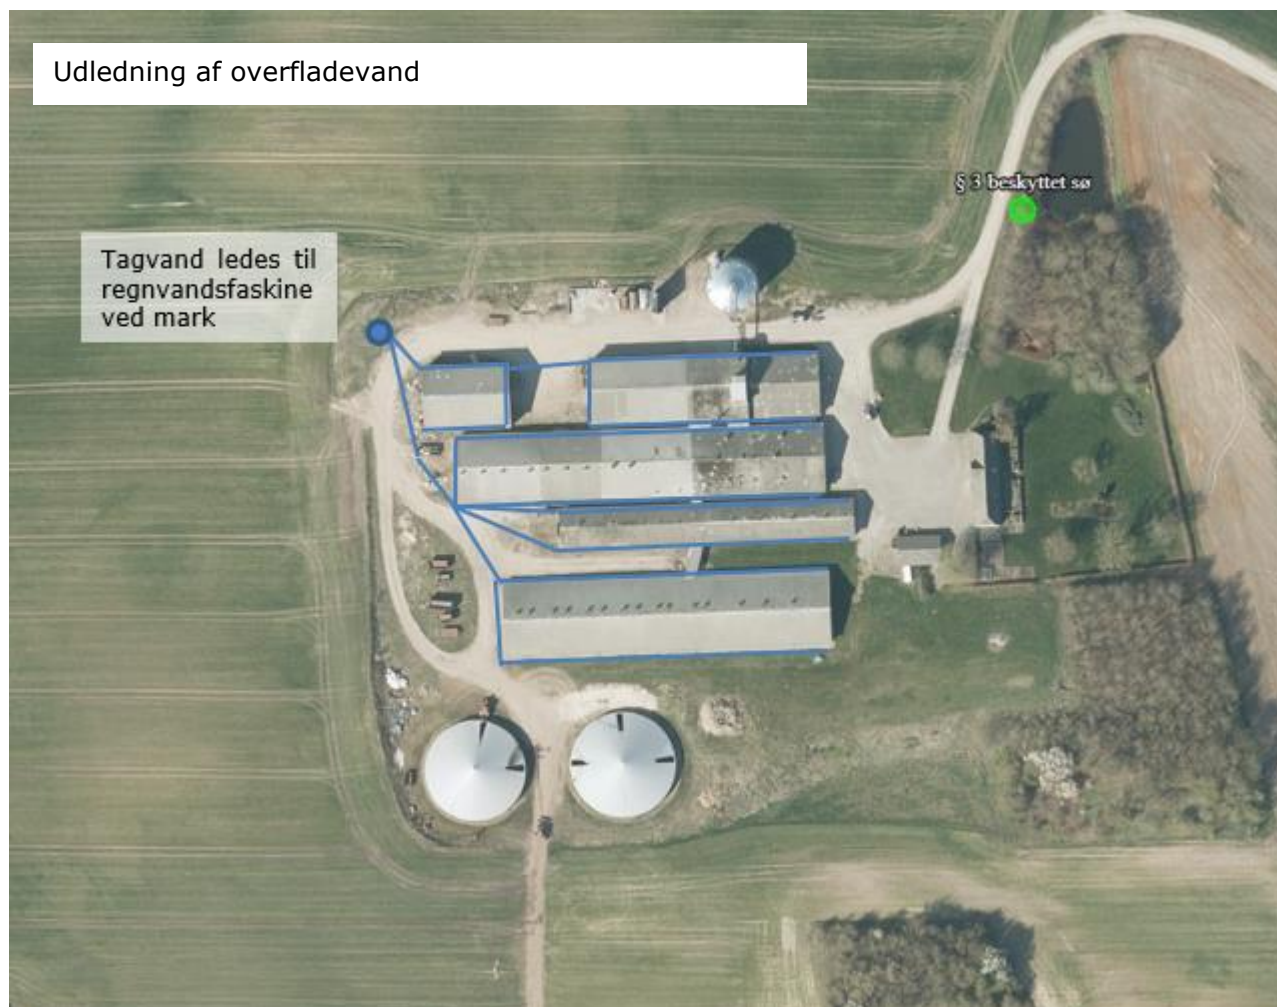 Udledning af overfladevand
§ 3 beskyttet sø
Tagvand ledes til
regnvandsfaskine
ved mark